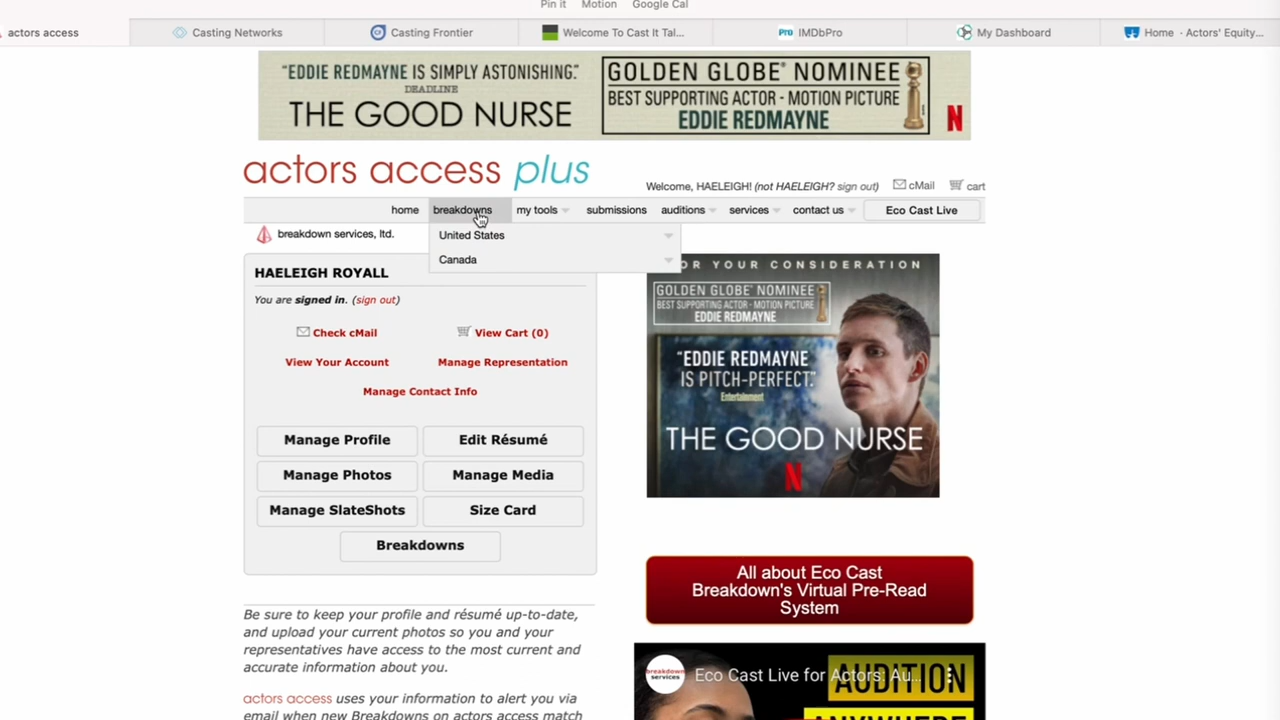 Pin it Motion Google Cal
actors access Casting Networks Casting Frontier Welcome To Cast It Tal... Pro IMDbPro My Dashboard Home - Actors' Equity...
“EDDIE REDMAYNE IS SIMPLY ASTONISHING.”
DEADLINE
THE GOOD NURSE
GOLDEN GLOBE® NOMINEE
BEST SUPPORTING ACTOR - MOTION PICTURE
EDDIE REDMAYNE
N
actors access plus
Welcome, HAELEIGH! (not HAELEIGH? sign out) cMail cart
home breakdowns my tools submissions auditions services contact us Eco Cast Live
breakdown services, ltd.
United States
Canada
HAELEIGH ROYALL
You are signed in. (sign out)
Check cMail View Cart (0)
View Your Account Manage Representation
Manage Contact Info
Manage Profile Edit Résumé
Manage Photos Manage Media
Manage SlateShots Size Card
Breakdowns
Be sure to keep your profile and résumé up-to-date,
and upload your current photos so you and your
representatives have access to the most current and
accurate information about you.
actors access uses your information to alert you via
email when new Breakdowns on actors access match
OR YOUR CONSIDERATION
GOLDEN GLOBE® NOMINEE
BEST SUPPORTING ACTOR - MOTION PICTURE
EDDIE REDMAYNE
“EDDIE REDMAYNE
IS PITCH-PERFECT.”
Entertainment
THE GOOD NURSE
N
All about Eco Cast
Breakdown's Virtual Pre-Read
System
breakdown
services
Eco Cast Live for Actors: Au...
AUDITION
ANYWHERE